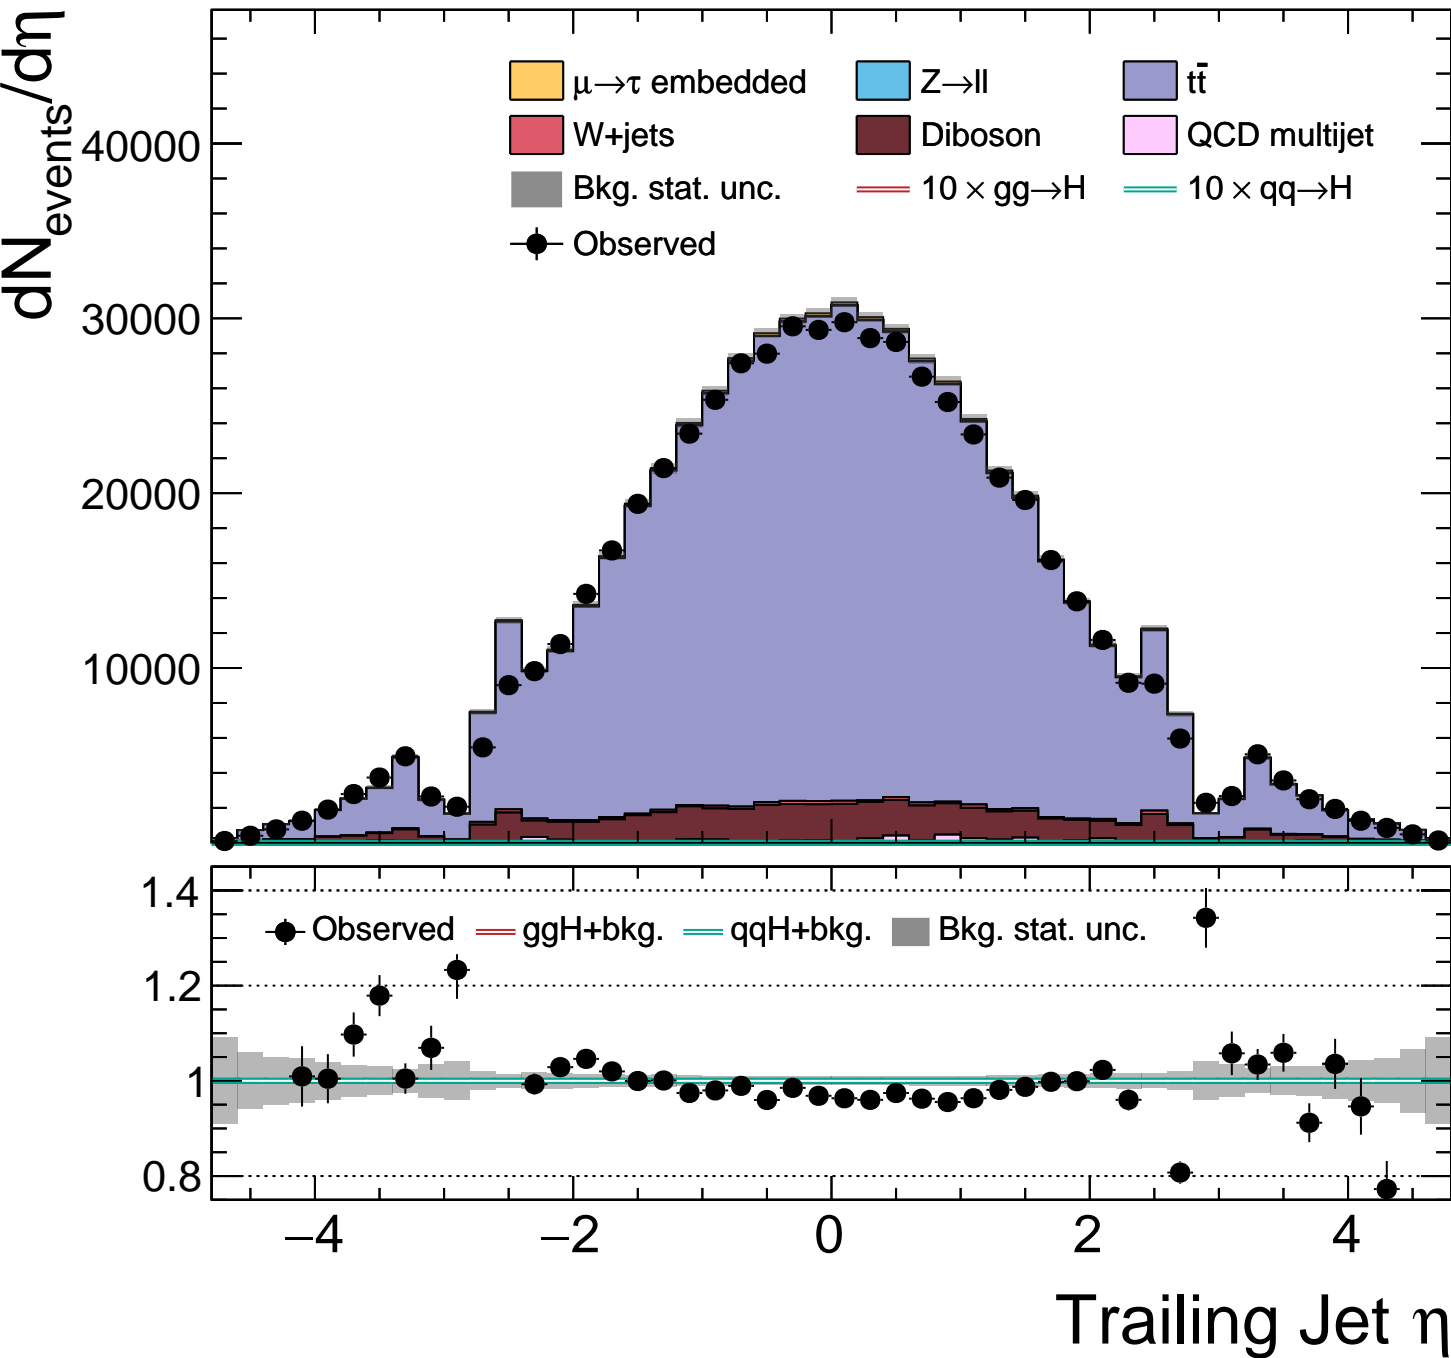 dN_events/dη
μ→τ embedded Z→ll tt̄
W+jets Diboson QCD multijet
Bkg. stat. unc. 10 × gg→H 10 × qq→H
Observed
40000
30000
20000
10000
1.4
Observed ggH+bkg. qqH+bkg. Bkg. stat. unc.
1.2
1
0.8
−4 −2 0 2 4
Trailing Jet η